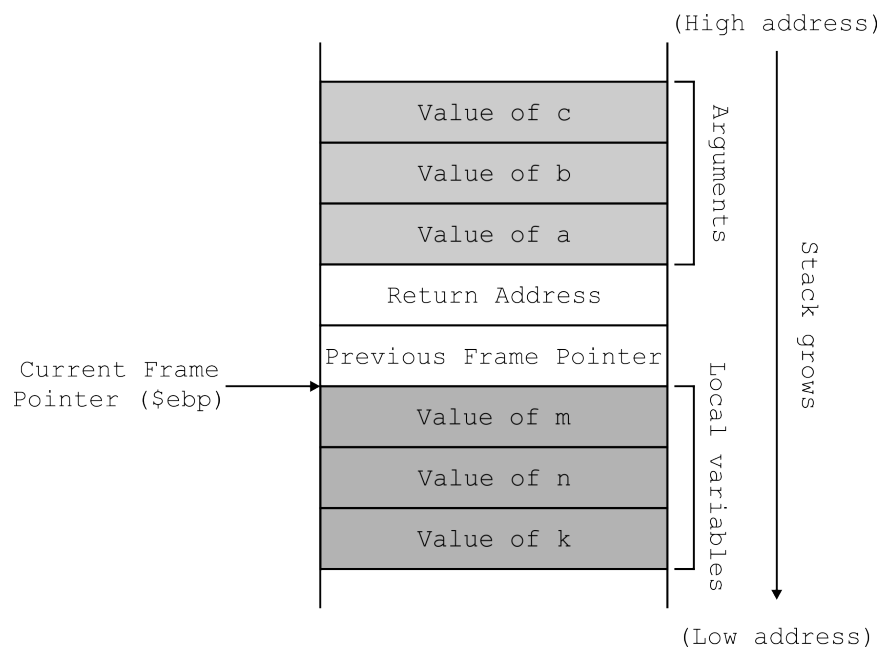 (High address)
Value of c
Value of b
Value of a
Arguments
Return Address
Previous Frame Pointer
Current Frame
Pointer ($ebp)
Value of m
Value of n
Value of k
Local variables
Stack grows
(Low address)